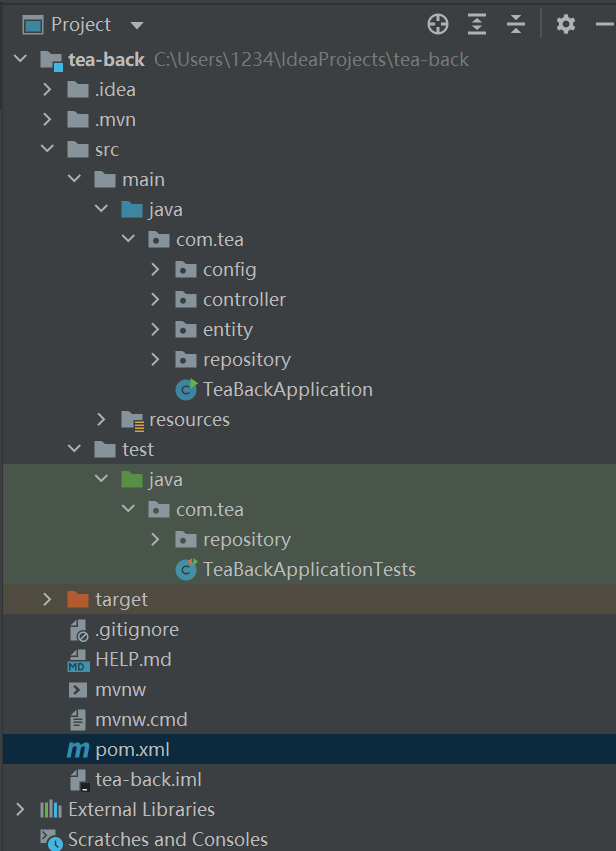 Project
tea-back C:\Users\1234\IdeaProjects\tea-back
.idea
.mvn
src
main
java
com.tea
config
controller
entity
repository
TeaBackApplication
resources
test
java
com.tea
repository
TeaBackApplicationTests
target
.gitignore
HELP.md
mvnw
mvnw.cmd
pom.xml
tea-back.iml
External Libraries
Scratches and Consoles